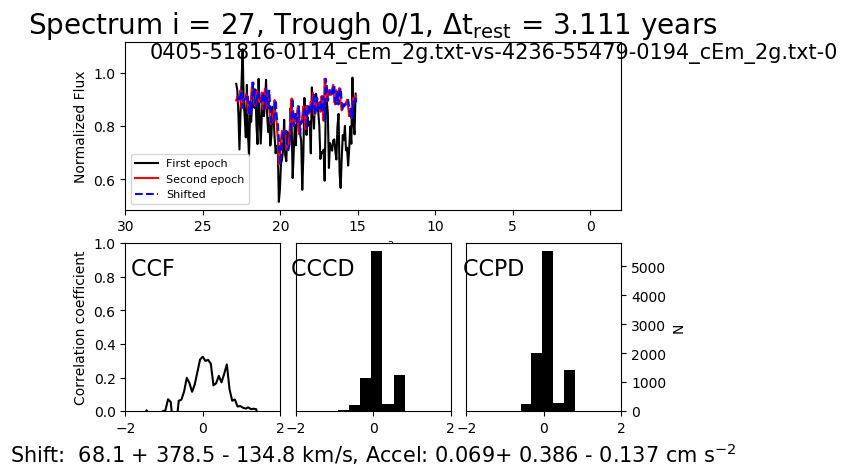 Spectrum i = 27, Trough 0/1, Δt_rest = 3.111 years
0405-51816-0114_cEm_2g.txt-vs-4236-55479-0194_cEm_2g.txt-0
Normalized Flux
1.0
0.8
0.6
First epoch
Second epoch
Shifted
30 25 20 15 10 5 0
Correlation coefficient
1.0
0.8
0.6
0.4
0.2
0.0
CCF
CCCD
CCPD
5000
4000
3000
2000
1000
0
N
−2 0 2
−2 0 2
−2 0 2
Shift:  68.1 + 378.5 - 134.8 km/s, Accel: 0.069+ 0.386 - 0.137 cm s⁻²